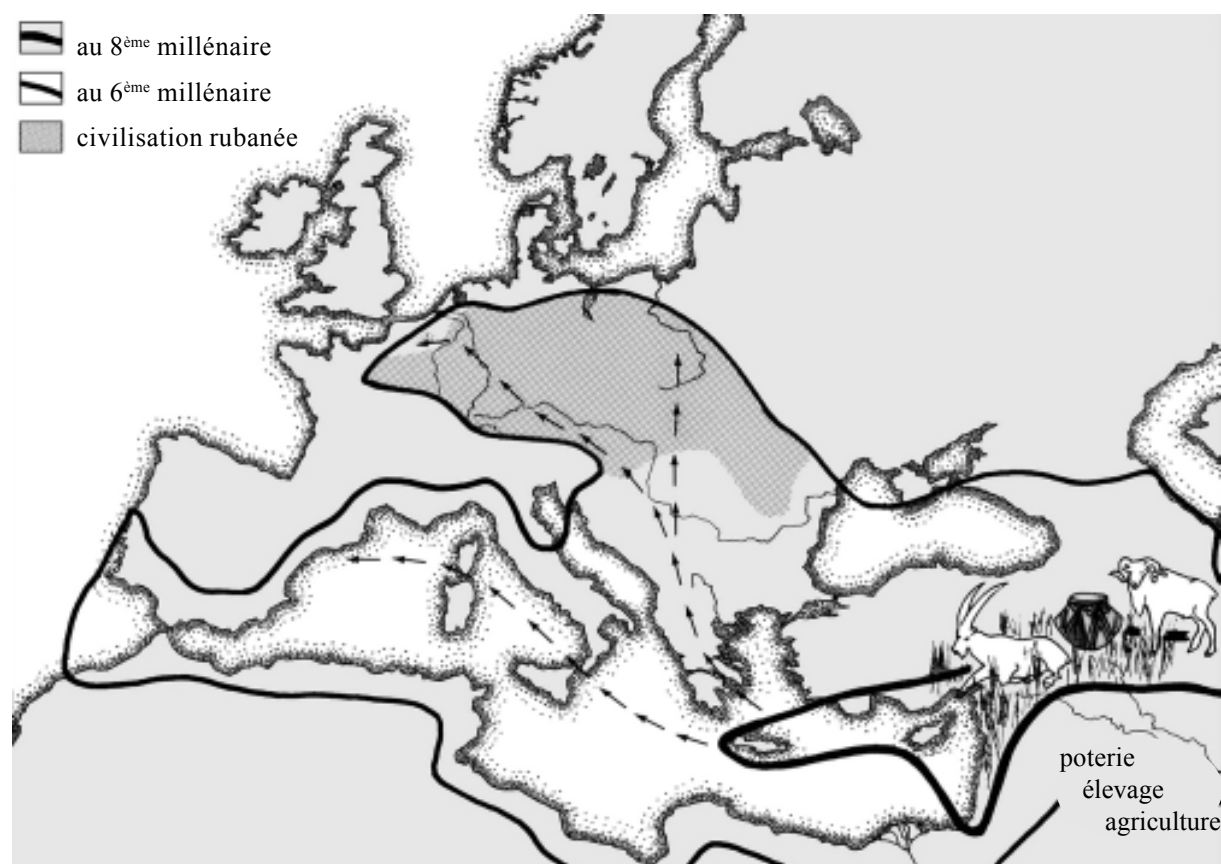 au 8ème millénaire
au 6ème millénaire
civilisation rubanée
poterie
élevage
agriculture